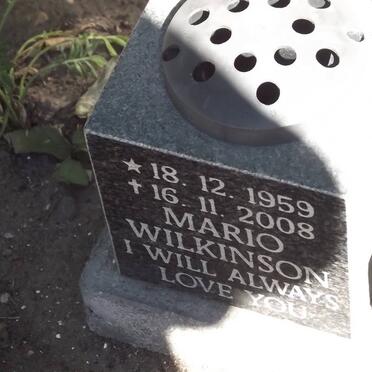 ★ 18. 12. 1959
✝ 16. 11. 2008
MARIO
WILKINSON
I WILL ALWAYS
LOVE YOU.